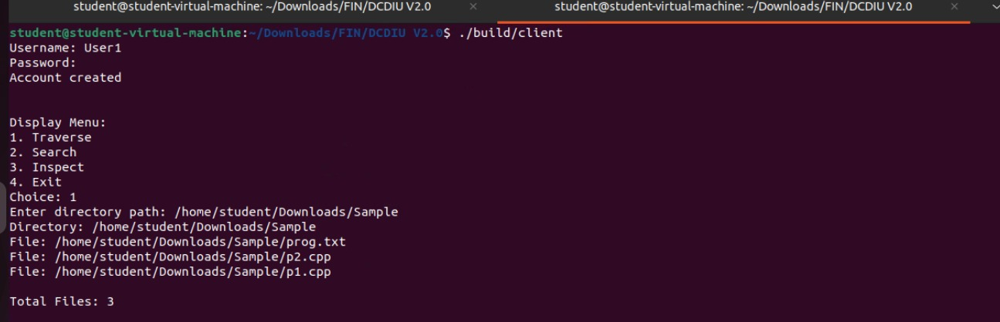 student@student-virtual-machine: ~/Downloads/FIN/DCDIU V2.0 × student@student-virtual-machine: ~/Downloads/FIN/DCDIU V2.0 ×
student@student-virtual-machine:~/Downloads/FIN/DCDIU V2.0$ ./build/client
Username: User1
Password:
Account created
Display Menu:
1. Traverse
2. Search
3. Inspect
4. Exit
Choice: 1
Enter directory path: /home/student/Downloads/Sample
Directory: /home/student/Downloads/Sample
File: /home/student/Downloads/Sample/prog.txt
File: /home/student/Downloads/Sample/p2.cpp
File: /home/student/Downloads/Sample/p1.cpp
Total Files: 3